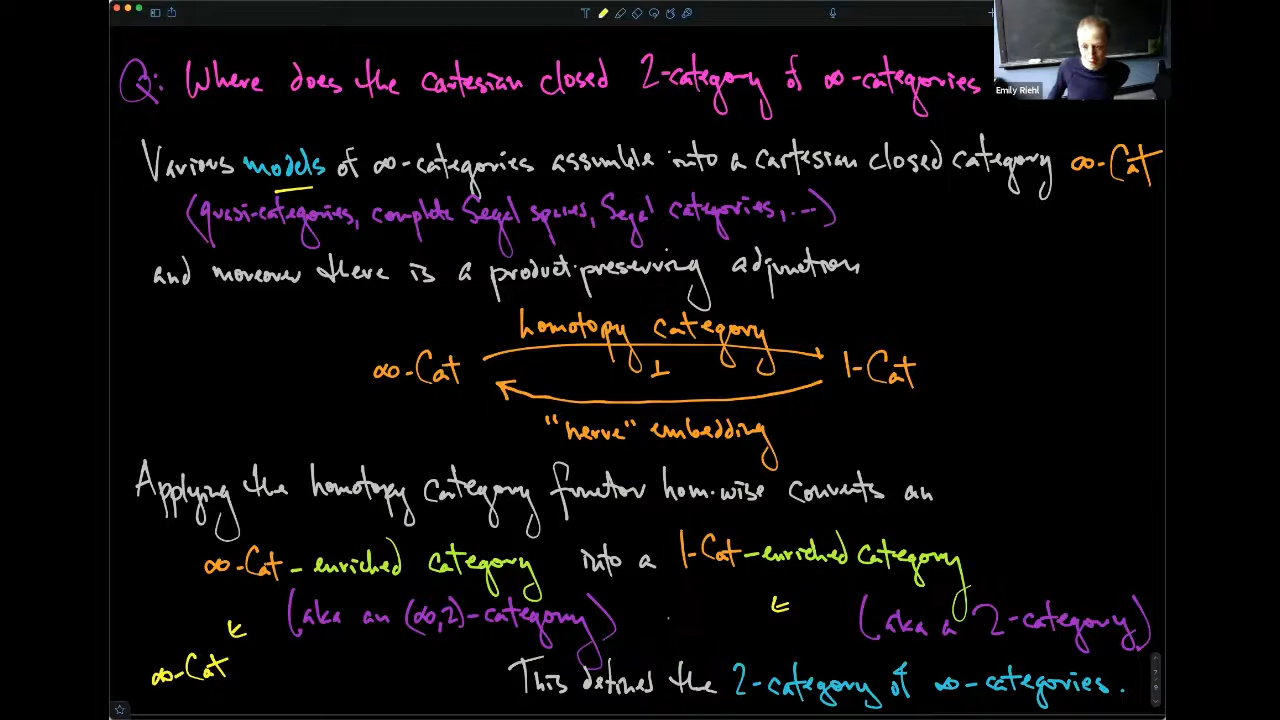 Q: Where does the cartesian closed 2-category of ∞-categories
Emily Riehl
Various models of ∞-categories assemble into a cartesian closed category ∞-Cat
(quasi-categories, complete Segal spaces, Segal categories, ...)
and moreover there is a product-preserving adjunction
homotopy category
∞-Cat ⊥ 1-Cat
"nerve" embedding
Applying the homotopy category functor hom-wise converts an
∞-Cat-enriched category into a 1-Cat-enriched category
(aka an (∞,2)-category) (aka a 2-category)
∞-Cat
This defines the 2-category of ∞-categories.